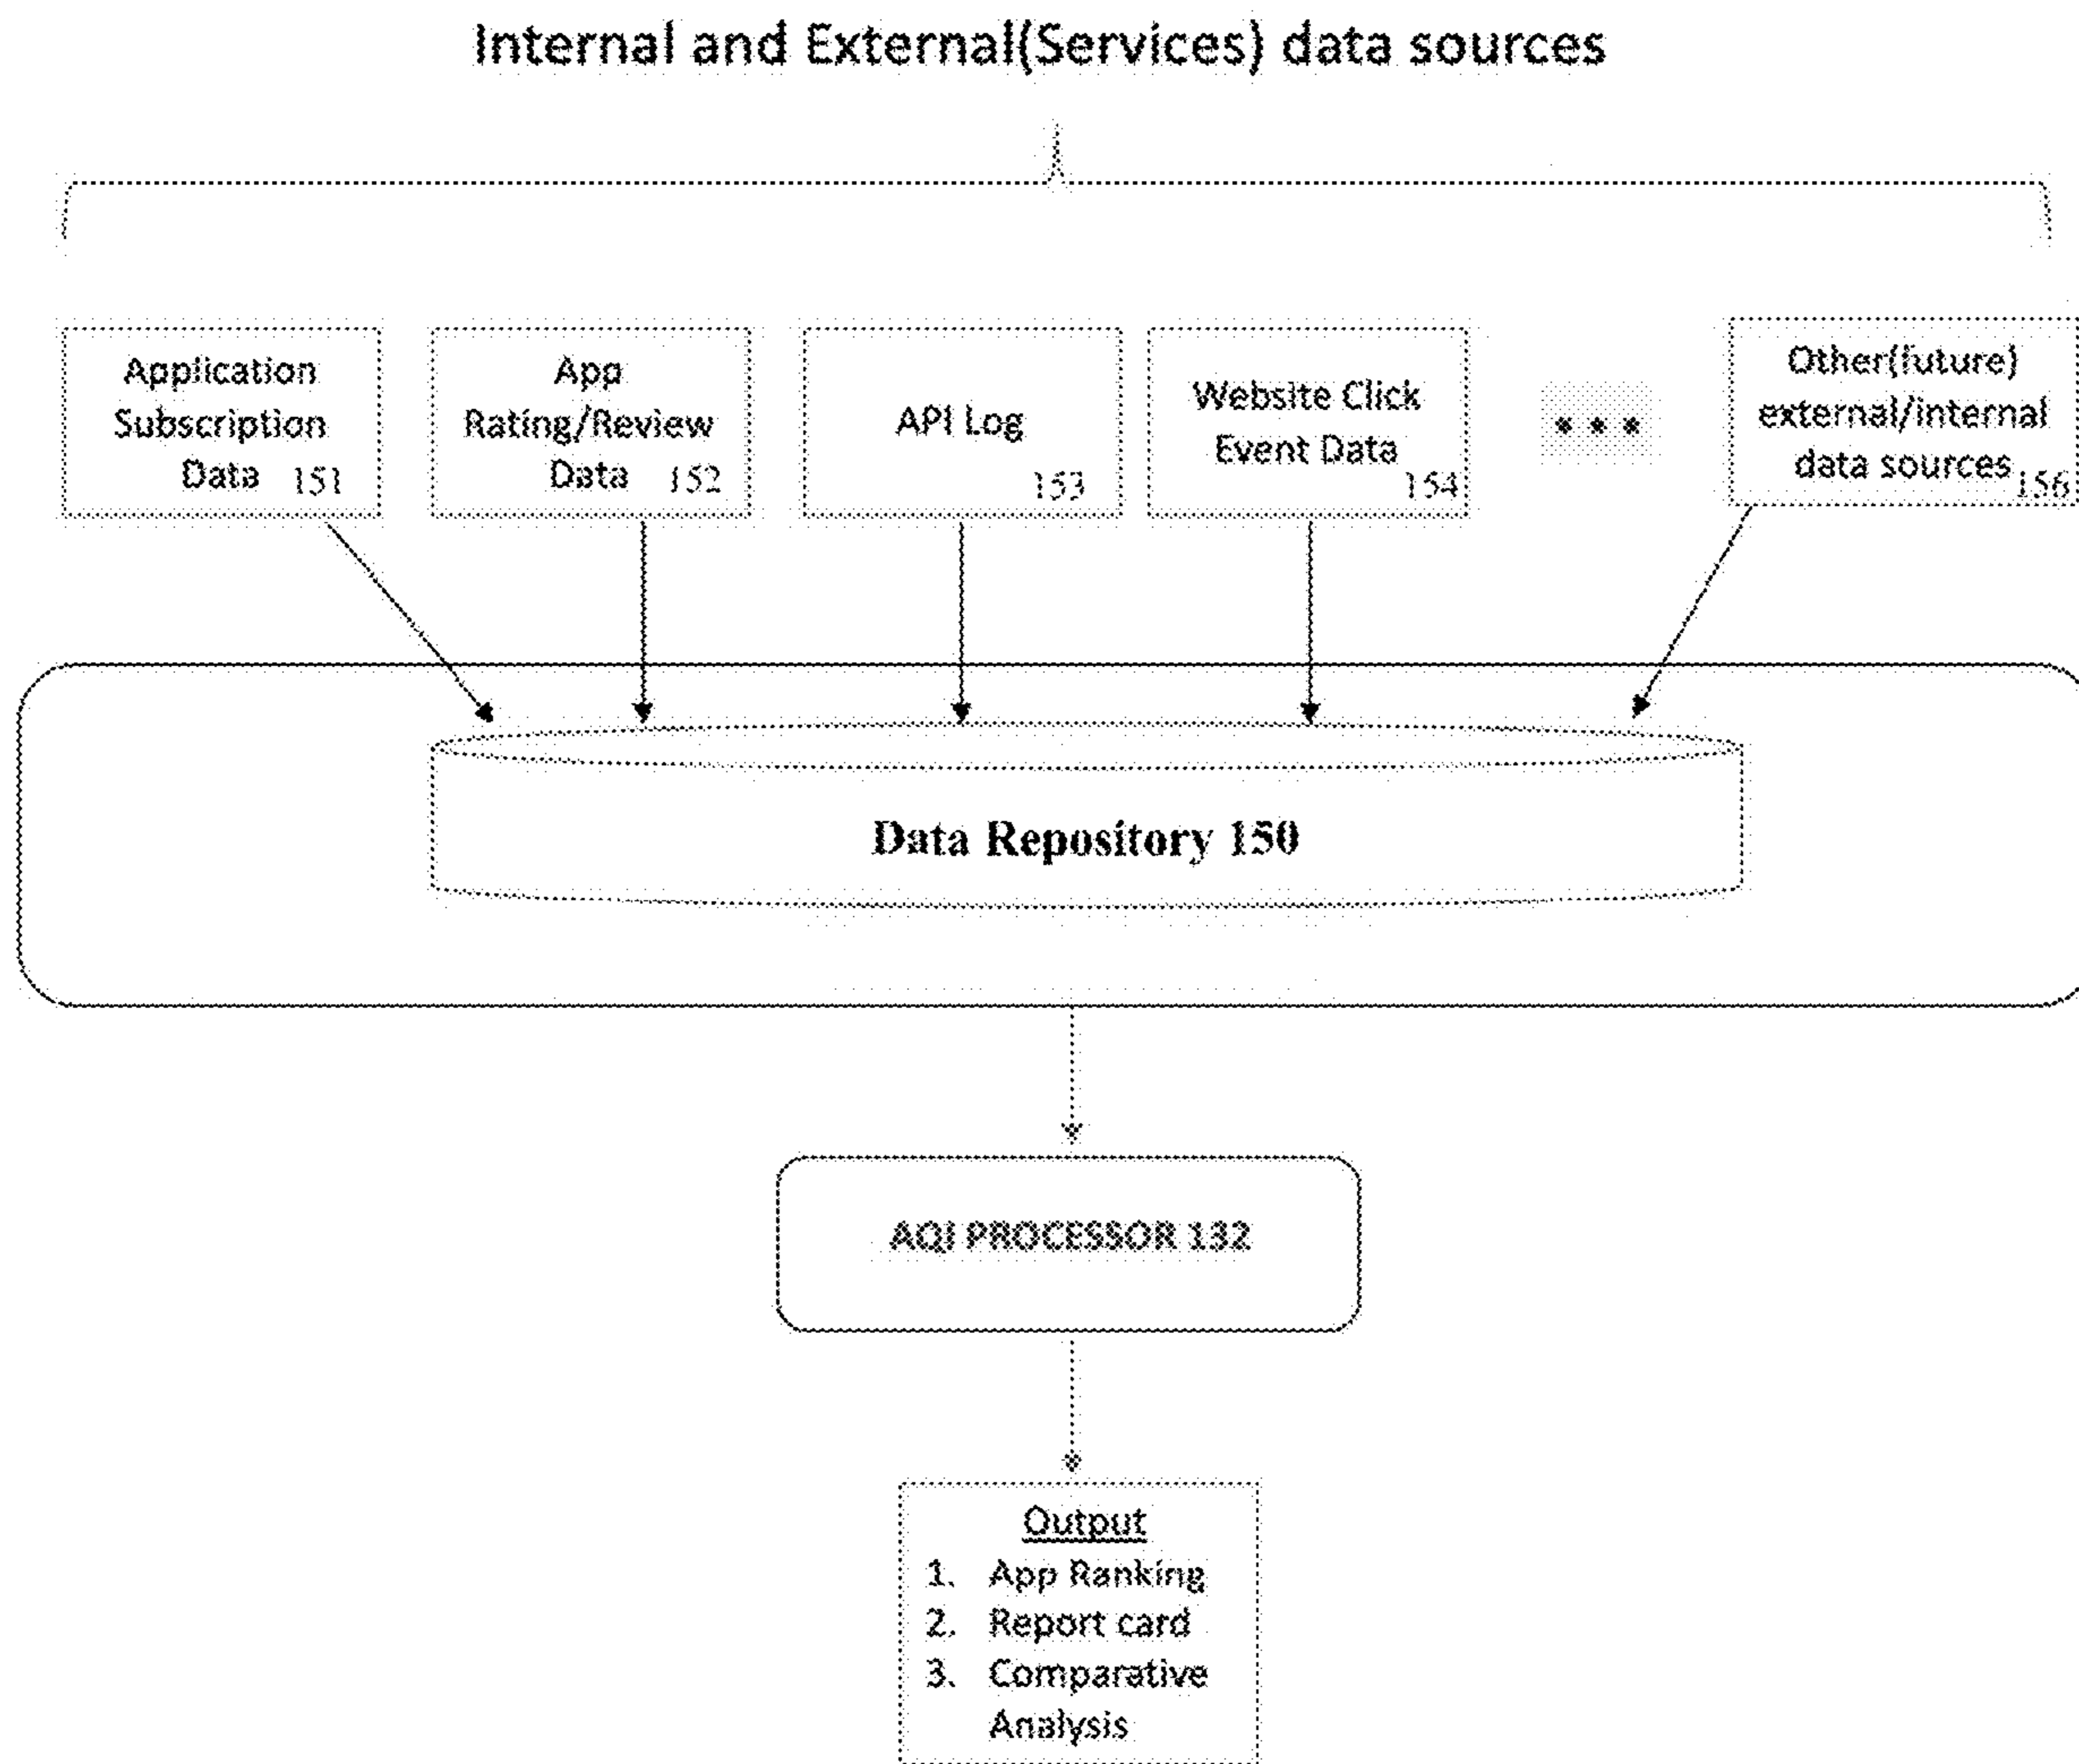 Internal and External(Services) data sources
Application
Subscription
Data 151
App
Rating/Review
Data 152
API Log
153
Website Click
Event Data
154
• • •
Other(future)
external/internal
data sources
156
Data Repository 150
AQI PROCESSOR 132
Output
1. App Ranking
2. Report card
3. Comparative
Analysis